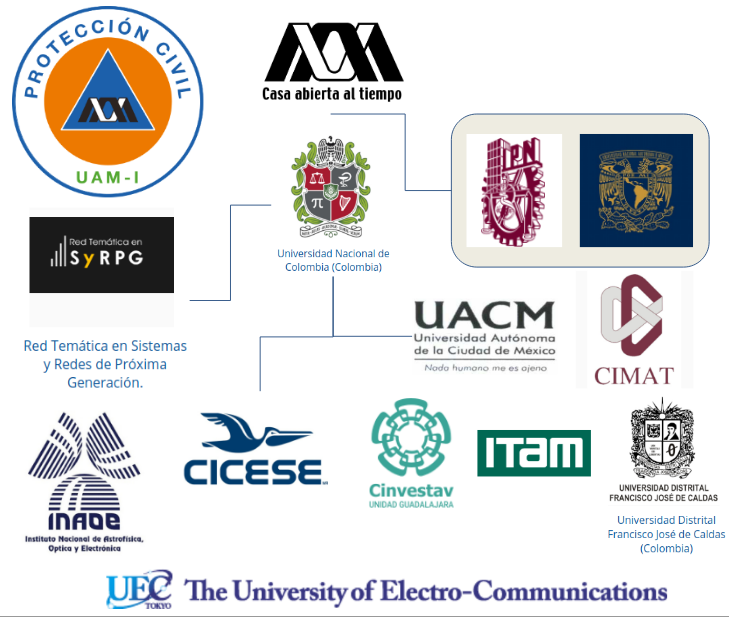 PROTECCIÓN CIVIL
UAM-I
Casa abierta al tiempo
IPN
Red Temática en
SyRPG
Universidad Nacional de
Colombia (Colombia)
Red Temática en Sistemas
y Redes de Próxima
Generación.
UACM
Universidad Autónoma
de la Ciudad de México
Nada humano me es ajeno
CIMAT
INAOE
Instituto Nacional de Astrofísica,
Optica y Electrónica
CICESE
Cinvestav
UNIDAD GUADALAJARA
ITAM
UNIVERSIDAD DISTRITAL
FRANCISCO JOSÉ DE CALDAS
Universidad Distrital
Francisco José de Caldas
(Colombia)
UEC
TOKYO
The University of Electro-Communications